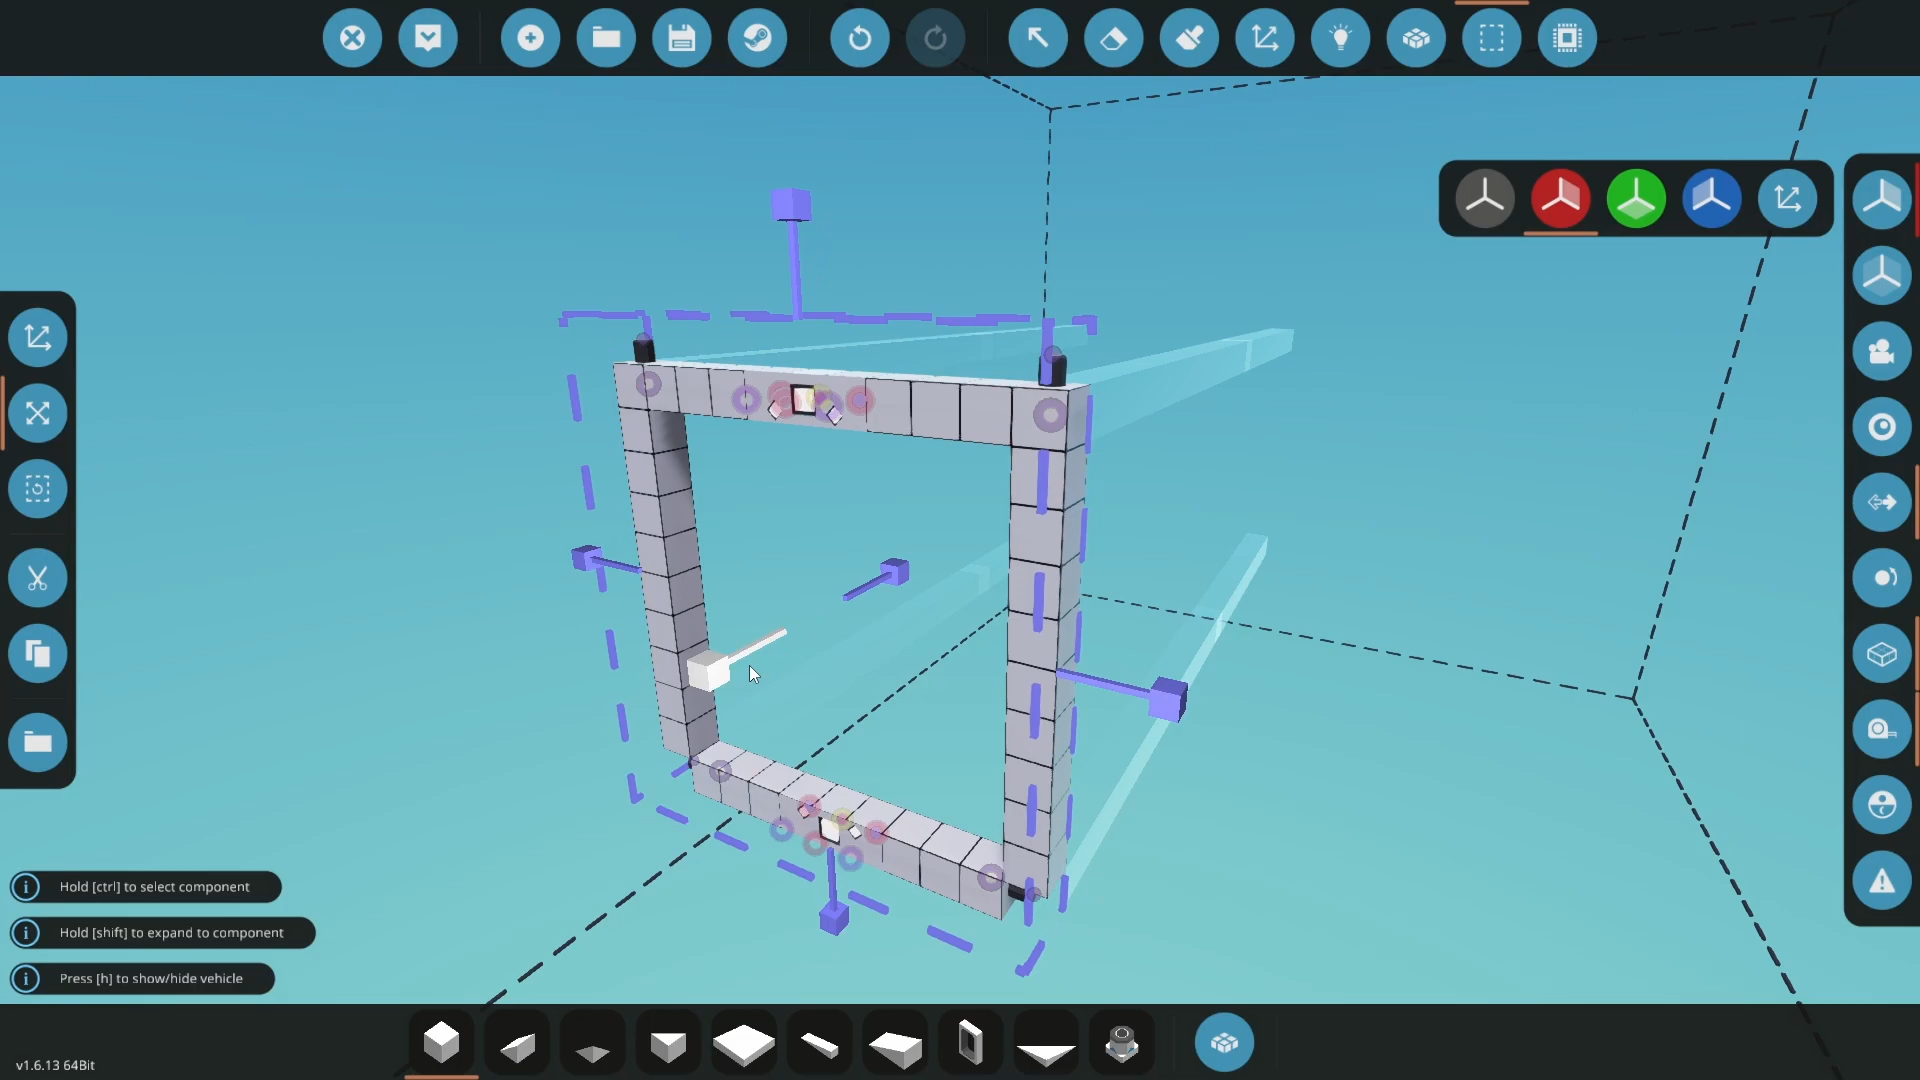 Hold [ctrl] to select component
Hold [shift] to expand to component
Press [h] to show/hide vehicle
v1.6.13 64Bit